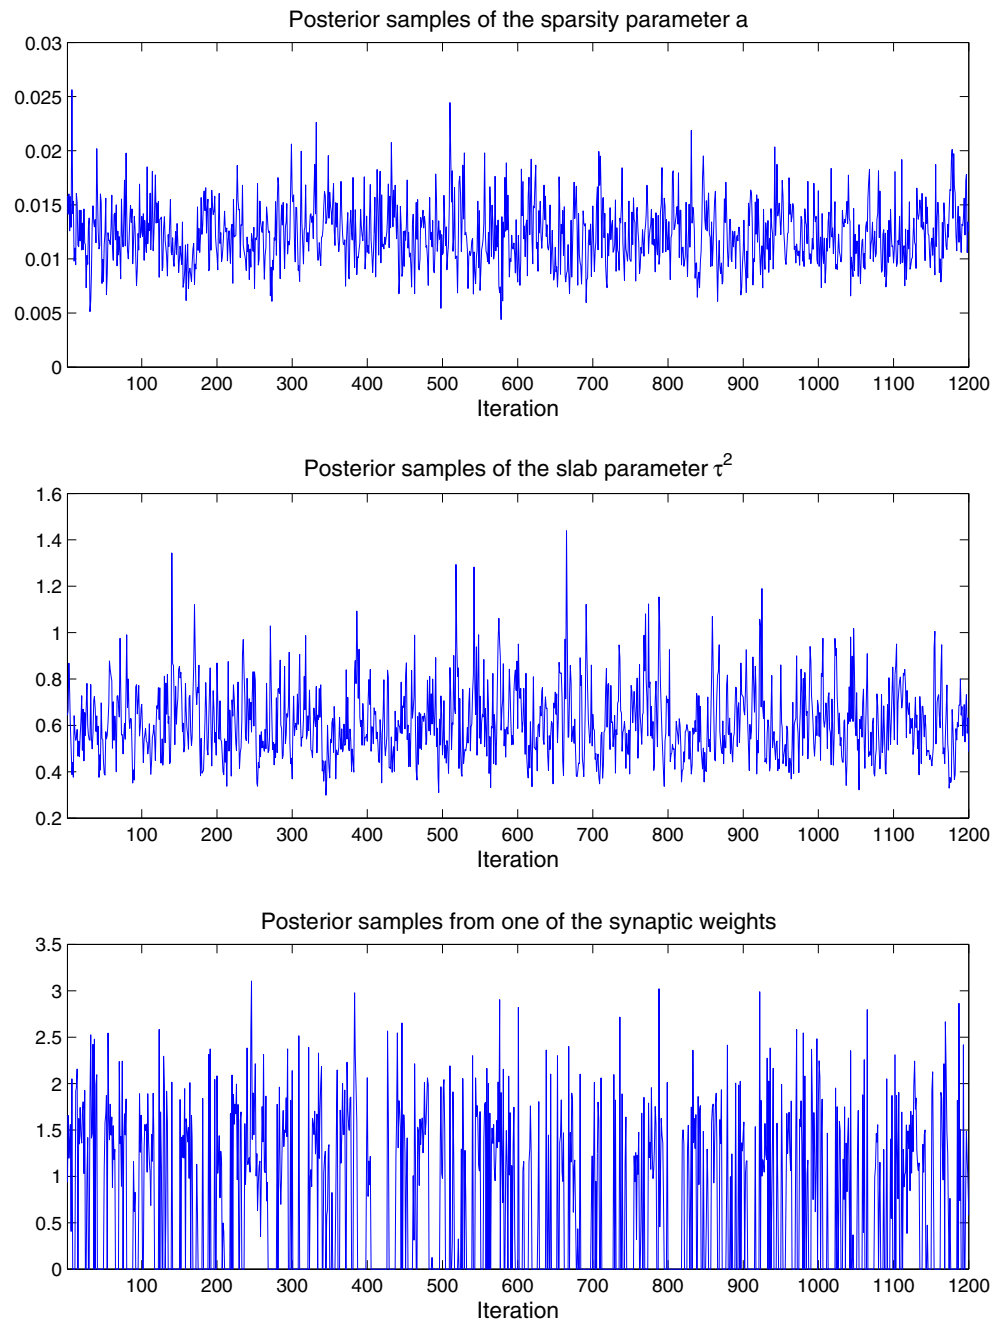 Posterior samples of the sparsity parameter a
0.03
0.025
0.02
0.015
0.01
0.005
0
100 200 300 400 500 600 700 800 900 1000 1100 1200
Iteration
Posterior samples of the slab parameter τ²
1.6
1.4
1.2
1
0.8
0.6
0.4
0.2
100 200 300 400 500 600 700 800 900 1000 1100 1200
Iteration
Posterior samples from one of the synaptic weights
3.5
3
2.5
2
1.5
1
0.5
0
100 200 300 400 500 600 700 800 900 1000 1100 1200
Iteration